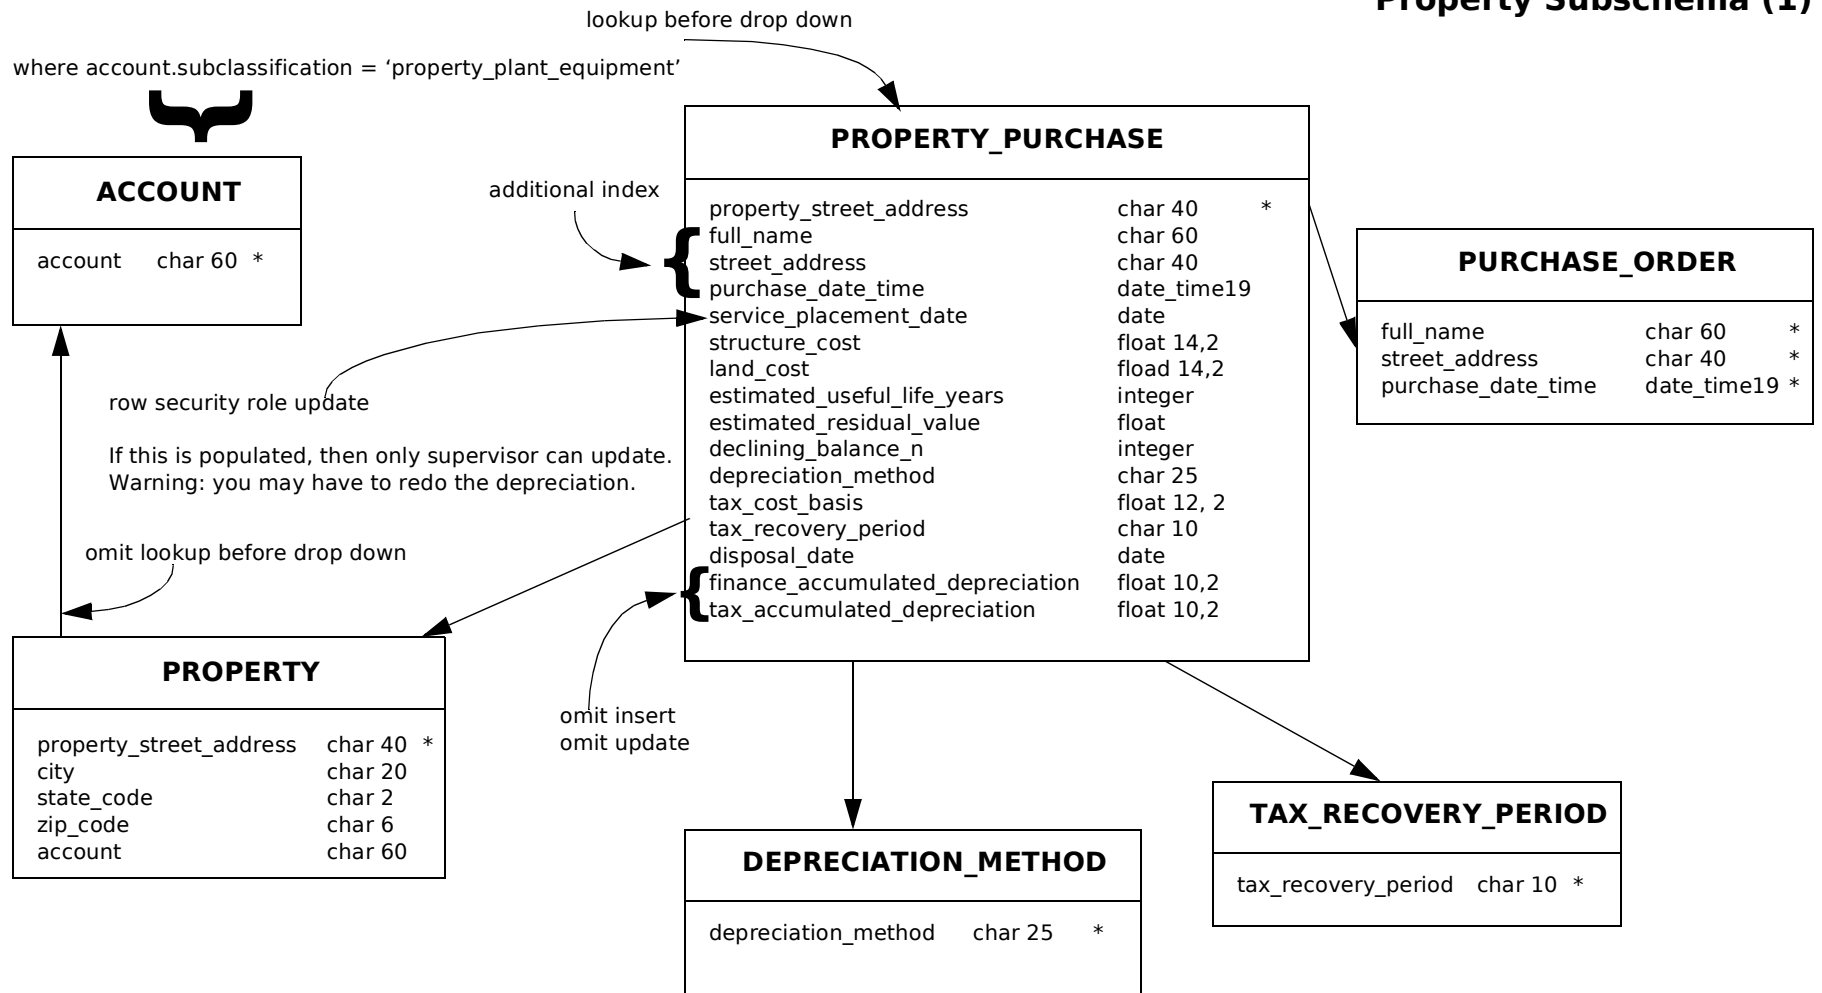 Property Subschema (1)
lookup before drop down
where account.subclassification = ‘property_plant_equipment’
ACCOUNT
account char 60 *
additional index
PROPERTY_PURCHASE
property_street_address char 40 *
full_name char 60
street_address char 40
purchase_date_time date_time19
service_placement_date date
structure_cost float 14,2
land_cost fload 14,2
estimated_useful_life_years integer
estimated_residual_value float
declining_balance_n integer
depreciation_method char 25
tax_cost_basis float 12, 2
tax_recovery_period char 10
disposal_date date
finance_accumulated_depreciation float 10,2
tax_accumulated_depreciation float 10,2
PURCHASE_ORDER
full_name char 60 *
street_address char 40 *
purchase_date_time date_time19 *
row security role update
If this is populated, then only supervisor can update.
Warning: you may have to redo the depreciation.
omit lookup before drop down
PROPERTY
property_street_address char 40 *
city char 20
state_code char 2
zip_code char 6
account char 60
omit insert
omit update
DEPRECIATION_METHOD
depreciation_method char 25 *
TAX_RECOVERY_PERIOD
tax_recovery_period char 10 *